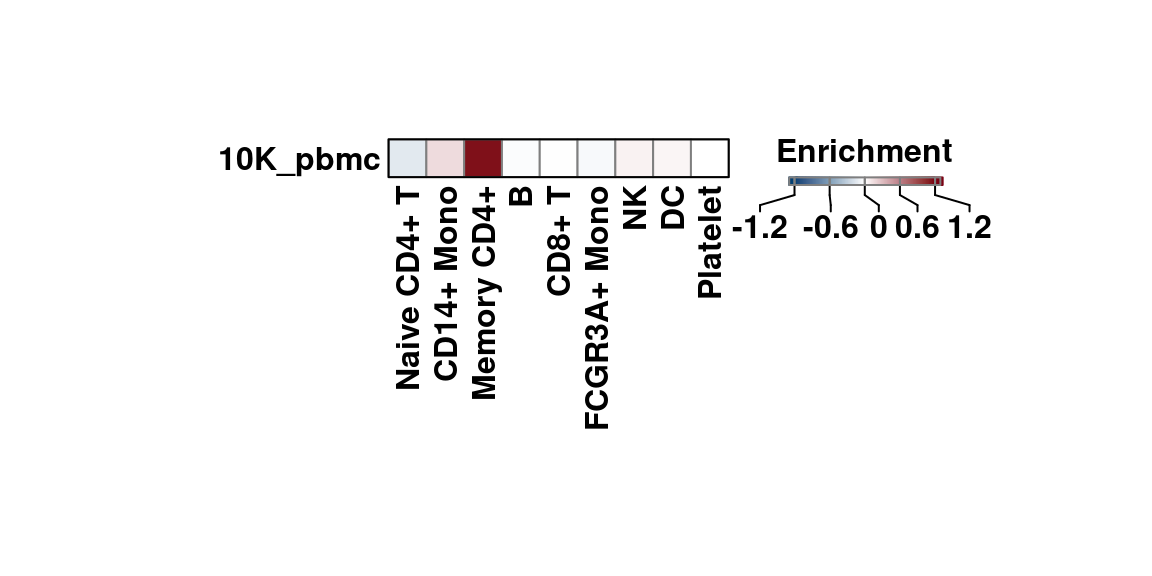 10K_pbmc
Naive CD4+ T
CD14+ Mono
Memory CD4+
B
CD8+ T
FCGR3A+ Mono
NK
DC
Platelet
Enrichment
-1.2 -0.6 0 0.6 1.2